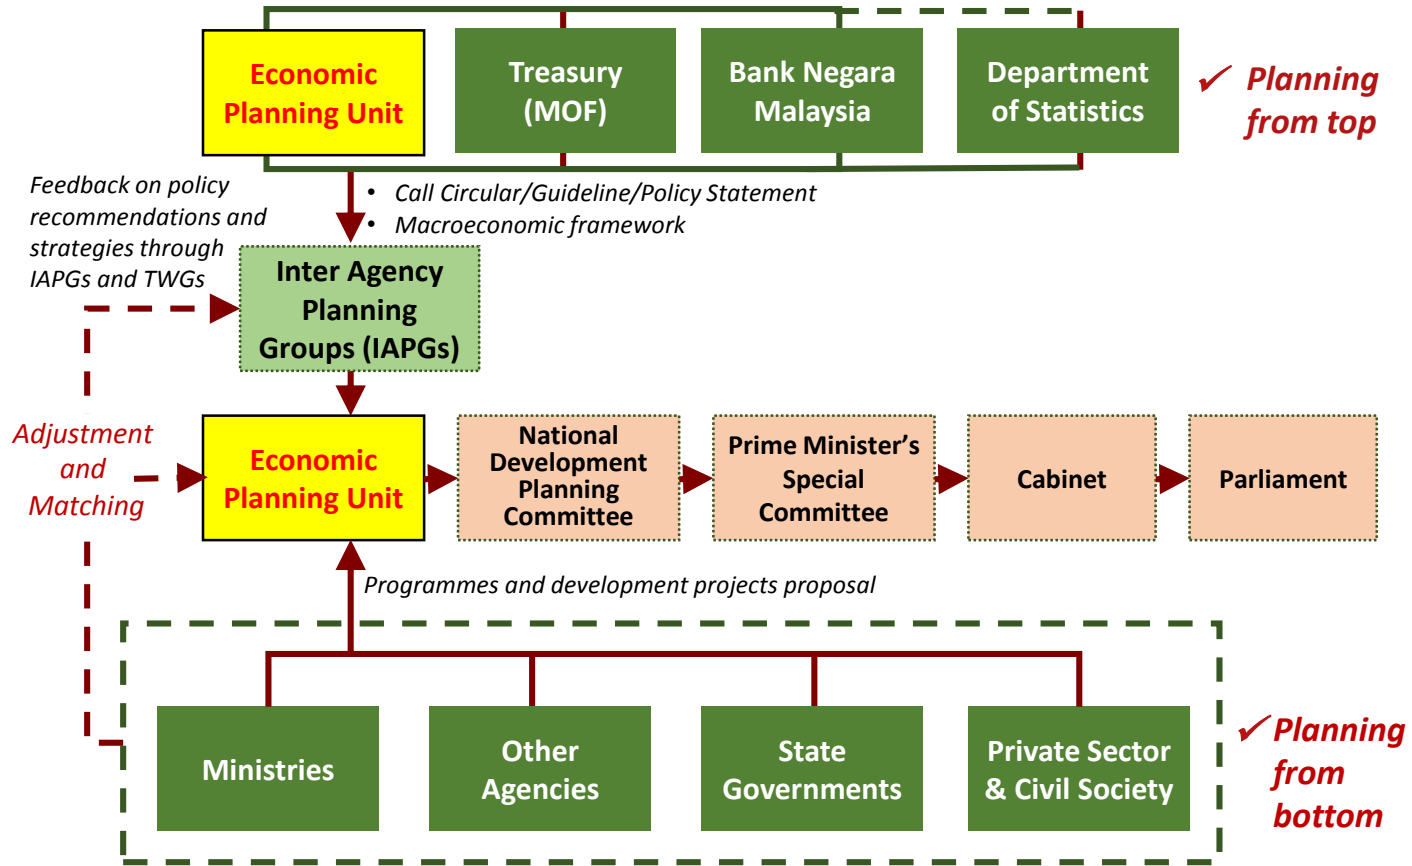 Economic
Planning Unit
Treasury
(MOF)
Bank Negara
Malaysia
Department
of Statistics
✓ Planning
from top
Feedback on policy
recommendations and
strategies through
IAPGs and TWGs
• Call Circular/Guideline/Policy Statement
• Macroeconomic framework
Inter Agency
Planning
Groups (IAPGs)
Adjustment
and
Matching
Economic
Planning Unit
National
Development
Planning
Committee
Prime Minister’s
Special
Committee
Cabinet
Parliament
Programmes and development projects proposal
Ministries
Other
Agencies
State
Governments
Private Sector
& Civil Society
✓ Planning
from
bottom